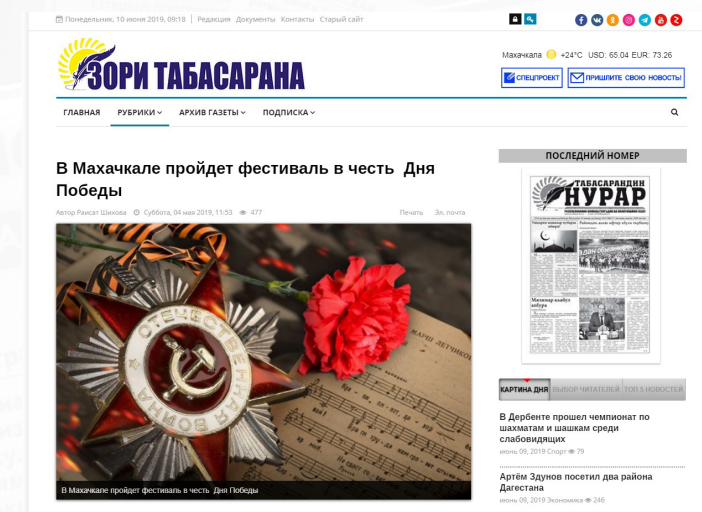 Понедельник, 10 июня 2019, 09:18 Редакция Документы Контакты Старый сайт
ЗОРИ ТАБАСАРАНА
Махачкала +24°C USD: 65.04 EUR: 73.26
СПЕЦПРОЕКТ ПРИШЛИТЕ СВОЮ НОВОСТЬ!
ГЛАВНАЯ РУБРИКИ АРХИВ ГАЗЕТЫ ПОДПИСКА
В Махачкале пройдет фестиваль в честь Дня
Победы
Автор Раисат Шихова Суббота, 04 мая 2019, 11:53 477 Печать Эл. почта
ОТЕЧЕСТВЕННАЯ ВОЙНА
МАРШ ЛЕТЧИКОВ
В Махачкале пройдет фестиваль в честь Дня Победы
ПОСЛЕДНИЙ НОМЕР
ТАБАСАРАНДИН
НУРАР
КАРТИНА ДНЯ ВЫБОР ЧИТАТЕЛЕЙ ТОП 5 НОВОСТЕЙ
В Дербенте прошел чемпионат по
шахматам и шашкам среди
слабовидящих
июнь 09, 2019 Спорт 79
Артём Здунов посетил два района
Дагестана
июнь 09, 2019 Экономика 246